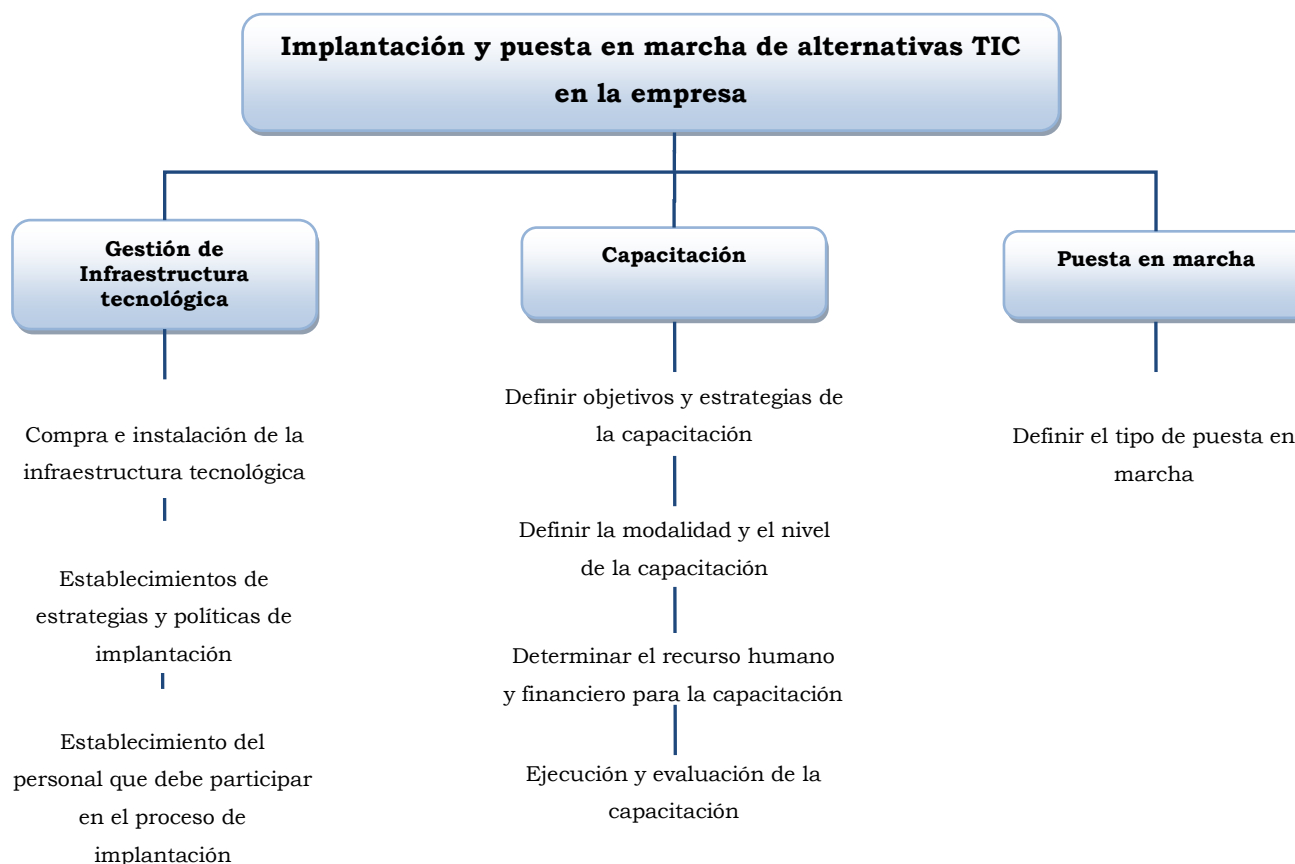 Implantación y puesta en marcha de alternativas TIC
en la empresa
Gestión de
Infraestructura
tecnológica
Capacitación
Puesta en marcha
Compra e instalación de la
infraestructura tecnológica
Establecimientos de
estrategias y políticas de
implantación
Establecimiento del
personal que debe participar
en el proceso de
implantación
Definir objetivos y estrategias de
la capacitación
Definir la modalidad y el nivel
de la capacitación
Determinar el recurso humano
y financiero para la capacitación
Ejecución y evaluación de la
capacitación
Definir el tipo de puesta en
marcha